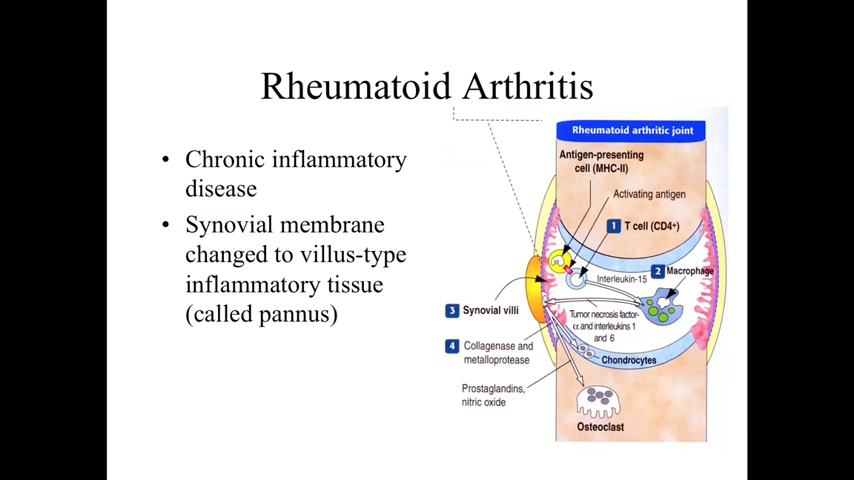 Rheumatoid Arthritis
• Chronic inflammatory
disease
• Synovial membrane
changed to villus-type
inflammatory tissue
(called pannus)
Rheumatoid arthritic joint
Antigen-presenting
cell (MHC-II)
Activating antigen
1 T cell (CD4+)
2 Macrophage
Interleukin-15
3 Synovial villi
Tumor necrosis factor-
α and interleukins 1
and 6
4 Collagenase and
metalloprotease
Chondrocytes
Prostaglandins,
nitric oxide
Osteoclast